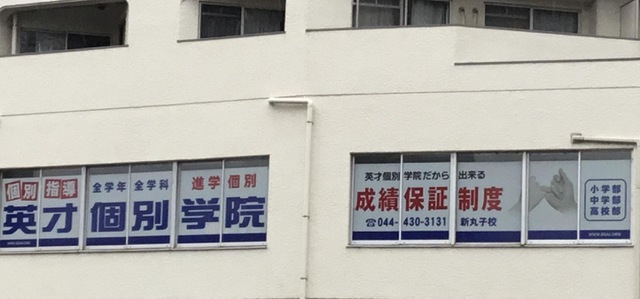 個別 指導 全学年 全学科 進学 個別
英才個別学院
英才個別学院だから出来る
成績保証制度
☎044-430-3131 新丸子校
小学部
中学部
高校部